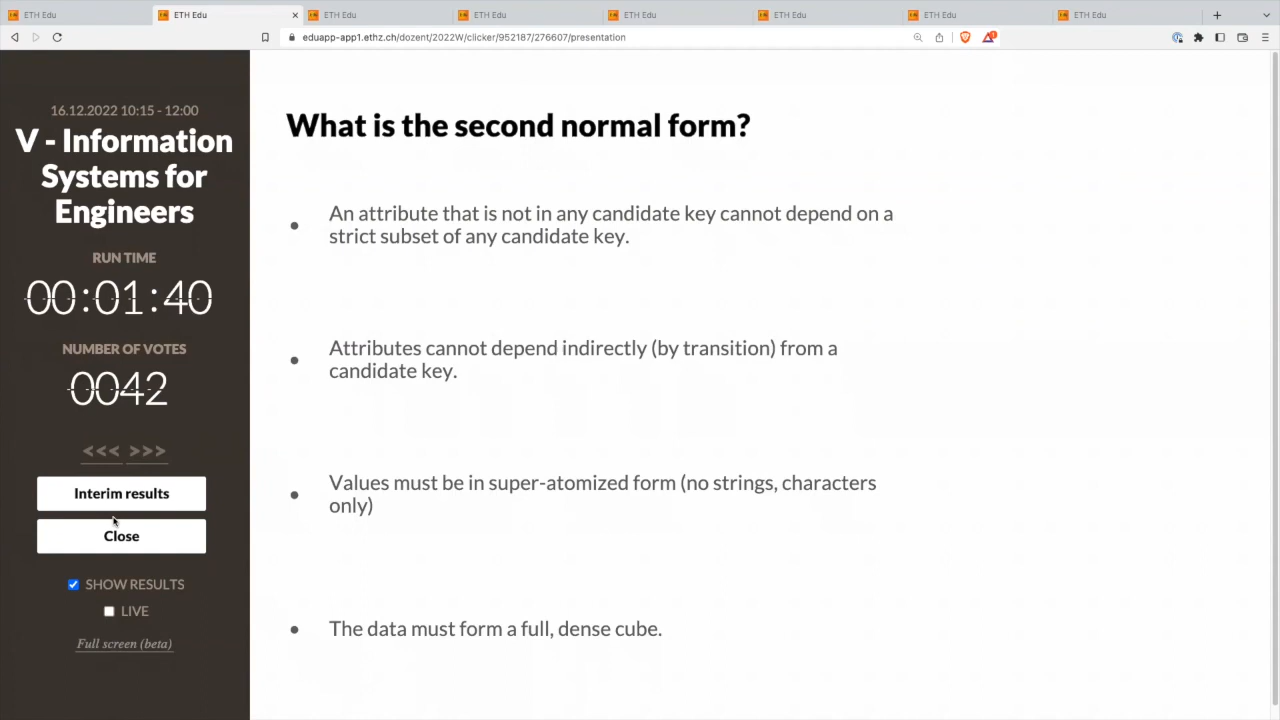 ETH Edu
ETH Edu
ETH Edu
ETH Edu
ETH Edu
ETH Edu
ETH Edu
ETH Edu
eduapp-app1.ethz.ch/dozent/2022W/clicker/952187/276607/presentation
16.12.2022 10:15 - 12:00
V - Information
Systems for
Engineers
RUN TIME
00:01:40
NUMBER OF VOTES
0042
<<< >>>
Interim results
Close
SHOW RESULTS
LIVE
Full screen (beta)
What is the second normal form?
An attribute that is not in any candidate key cannot depend on a
strict subset of any candidate key.
Attributes cannot depend indirectly (by transition) from a
candidate key.
Values must be in super-atomized form (no strings, characters
only)
The data must form a full, dense cube.